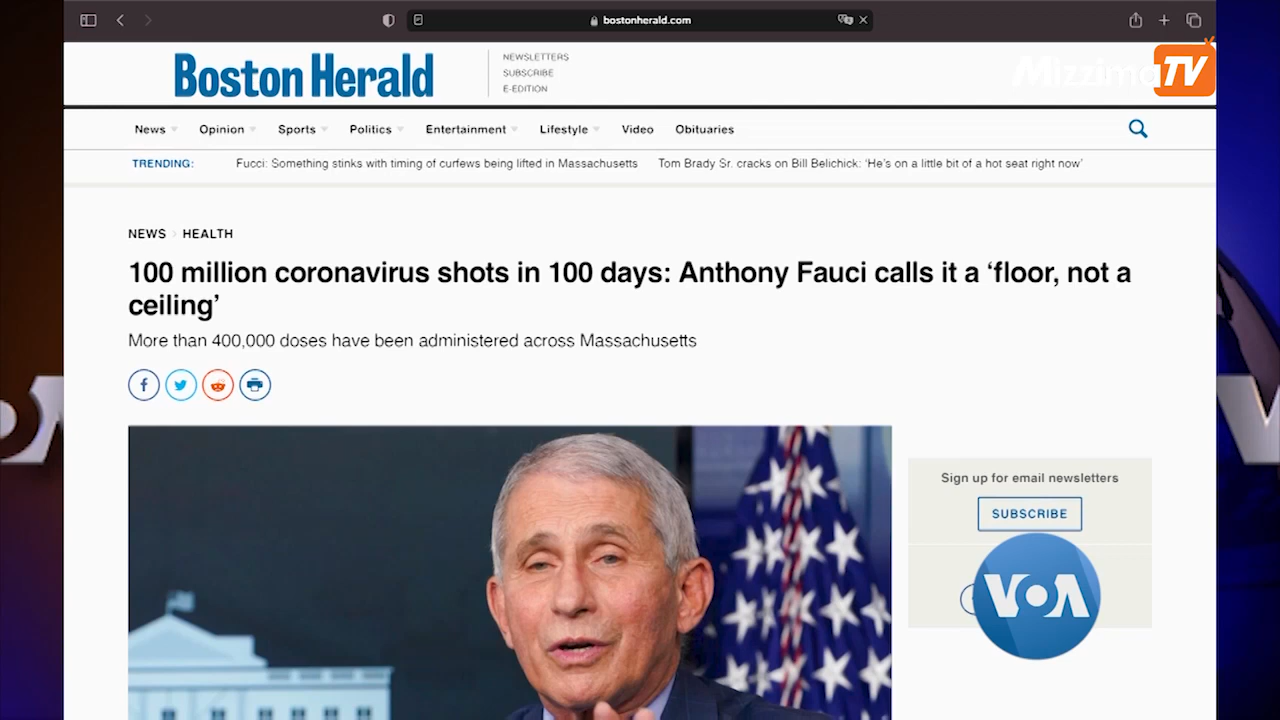 bostonherald.com
Mizzima TV
Boston Herald
NEWSLETTERS
SUBSCRIBE
E-EDITION
News Opinion Sports Politics Entertainment Lifestyle Video Obituaries
TRENDING: Fucci: Something stinks with timing of curfews being lifted in Massachusetts Tom Brady Sr. cracks on Bill Belichick: ‘He’s on a little bit of a hot seat right now’
NEWS HEALTH
100 million coronavirus shots in 100 days: Anthony Fauci calls it a ‘floor, not a
ceiling’
More than 400,000 doses have been administered across Massachusetts
Sign up for email newsletters
SUBSCRIBE
VOA